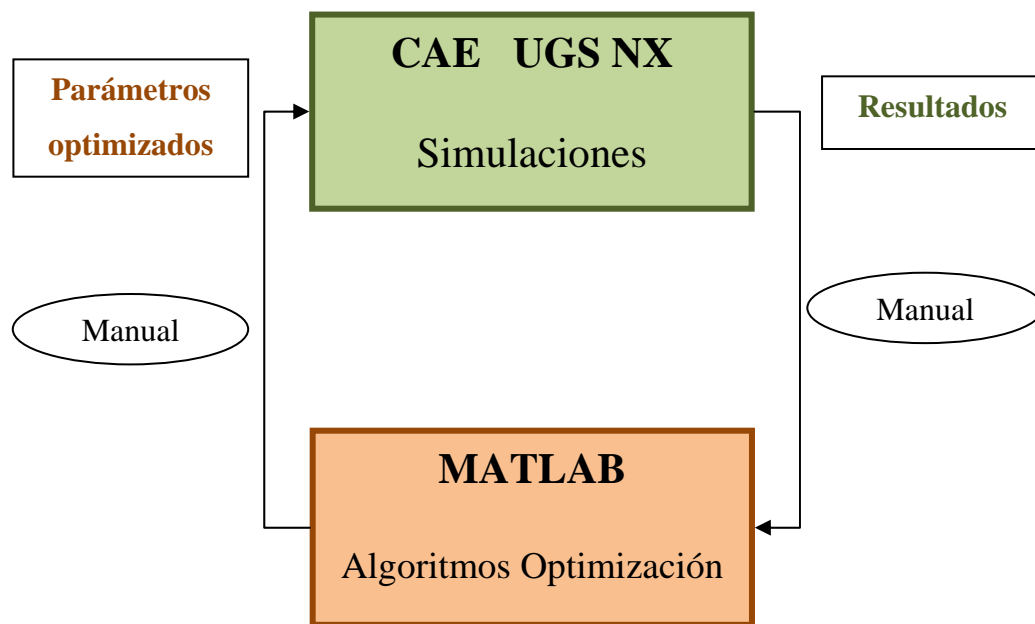 CAE UGS NX
Simulaciones
Parámetros
optimizados
Resultados
Manual
Manual
MATLAB
Algoritmos Optimización